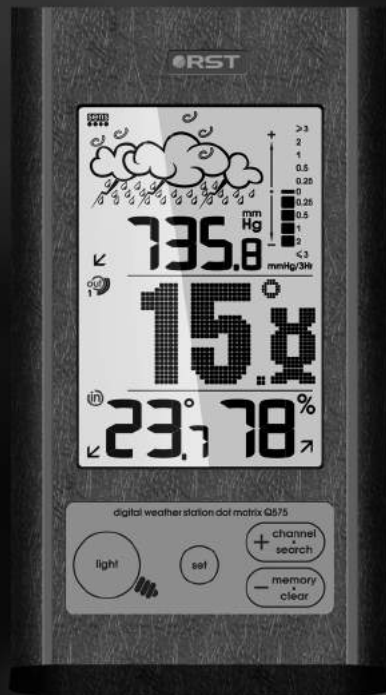 RST
sens
+
≥3
2
1
0.5
0.25
0
0.25
0.5
1
2
≤3
−
mmHg/3Hr
735.8 mm Hg
out
1
15.8°
in
23.7° 78%
digital weather station dot matrix Q575
light
set
+ channel
search
− memory
clear